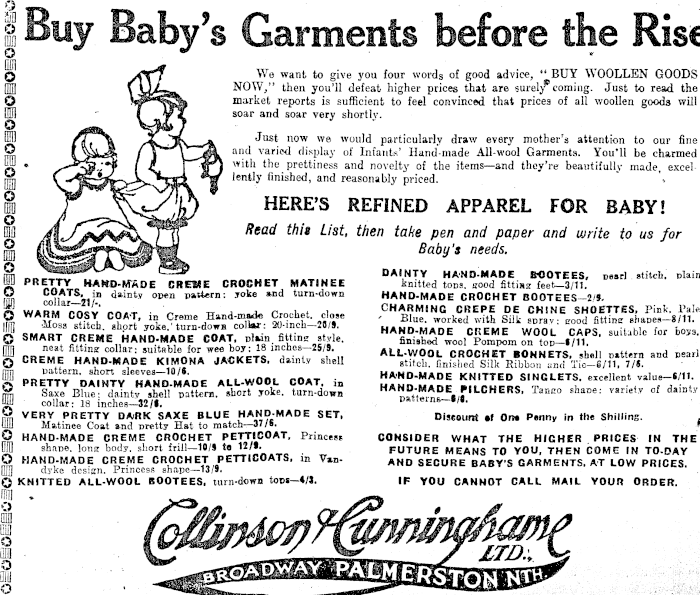 Buy Baby's Garments before the Rise
We want to give you four words of good advice, "BUY WOOLLEN GOODS
NOW," then you'll defeat higher prices that are surely coming. Just to read the
market reports is sufficient to feel convinced that prices of all woollen goods will
soar and soar very shortly.
Just now we would particularly draw every mother's attention to our fine
and varied display of Infants' Hand-made All-wool Garments. You'll be charmed
with the prettiness and novelty of the items—and they're beautifully made, excel-
lently finished, and reasonably priced.
HERE'S REFINED APPAREL FOR BABY!
Read this List, then take pen and paper and write to us for
Baby's needs.
PRETTY HAND-MADE CREME CROCHET MATINEE
COATS, in dainty open pattern; yoke and turn-down
collar—21/-.
WARM COSY COAT, in Creme Hand-made Crochet, close
Moss stitch, short yoke, turn-down collar; 20-inch—
SMART CREME HAND-MADE COAT, plain fitting style,
neat fitting collar; suitable for wee boy; 18 inches—
CREME HAND-MADE KIMONA JACKETS, dainty shell
pattern, short sleeves—10/6.
PRETTY DAINTY HAND-MADE ALL-WOOL COAT, in
Saxe Blue; dainty shell pattern, short yoke, turn-down
collar; 18 inches—32/6.
VERY PRETTY DARK SAXE BLUE HAND-MADE SET,
Matinee Coat and pretty Hat to match—37/6.
HAND-MADE CREME CROCHET PETTICOAT, Princess
shape, long body, short frill—10/9 to 12/9.
HAND-MADE CREME CROCHET PETTICOATS, in Van-
dyke design, Princess shape—13/9.
KNITTED ALL-WOOL BOOTEES, turn-down tops—4/3.
DAINTY HAND-MADE BOOTEES, pearl stitch, plain
knitted tops, good fitting feet—3/11.
HAND-MADE CROCHET BOOTEES—2/9.
CHARMING CREPE DE CHINE SHOETTES, Pink, Pale
Blue, worked with Silk spray; good fitting shapes—
HAND-MADE CREME WOOL CAPS, suitable for boys,
finished wool Pompom on top—
ALL-WOOL CROCHET BONNETS, shell pattern and pearl
stitch, finished Silk Ribbon and Tie—6/11, 7/6.
HAND-MADE KNITTED SINGLETS, excellent value—
HAND-MADE PILCHERS, Tango shape; variety of dainty
patterns—
Discount of One Penny in the Shilling.
CONSIDER WHAT THE HIGHER PRICES IN THE
FUTURE MEANS TO YOU, THEN COME IN TO-DAY
AND SECURE BABY'S GARMENTS, AT LOW PRICES.
IF YOU CANNOT CALL MAIL YOUR ORDER.
Collinson & Cunninghame
LTD.,
BROADWAY PALMERSTON NTH.